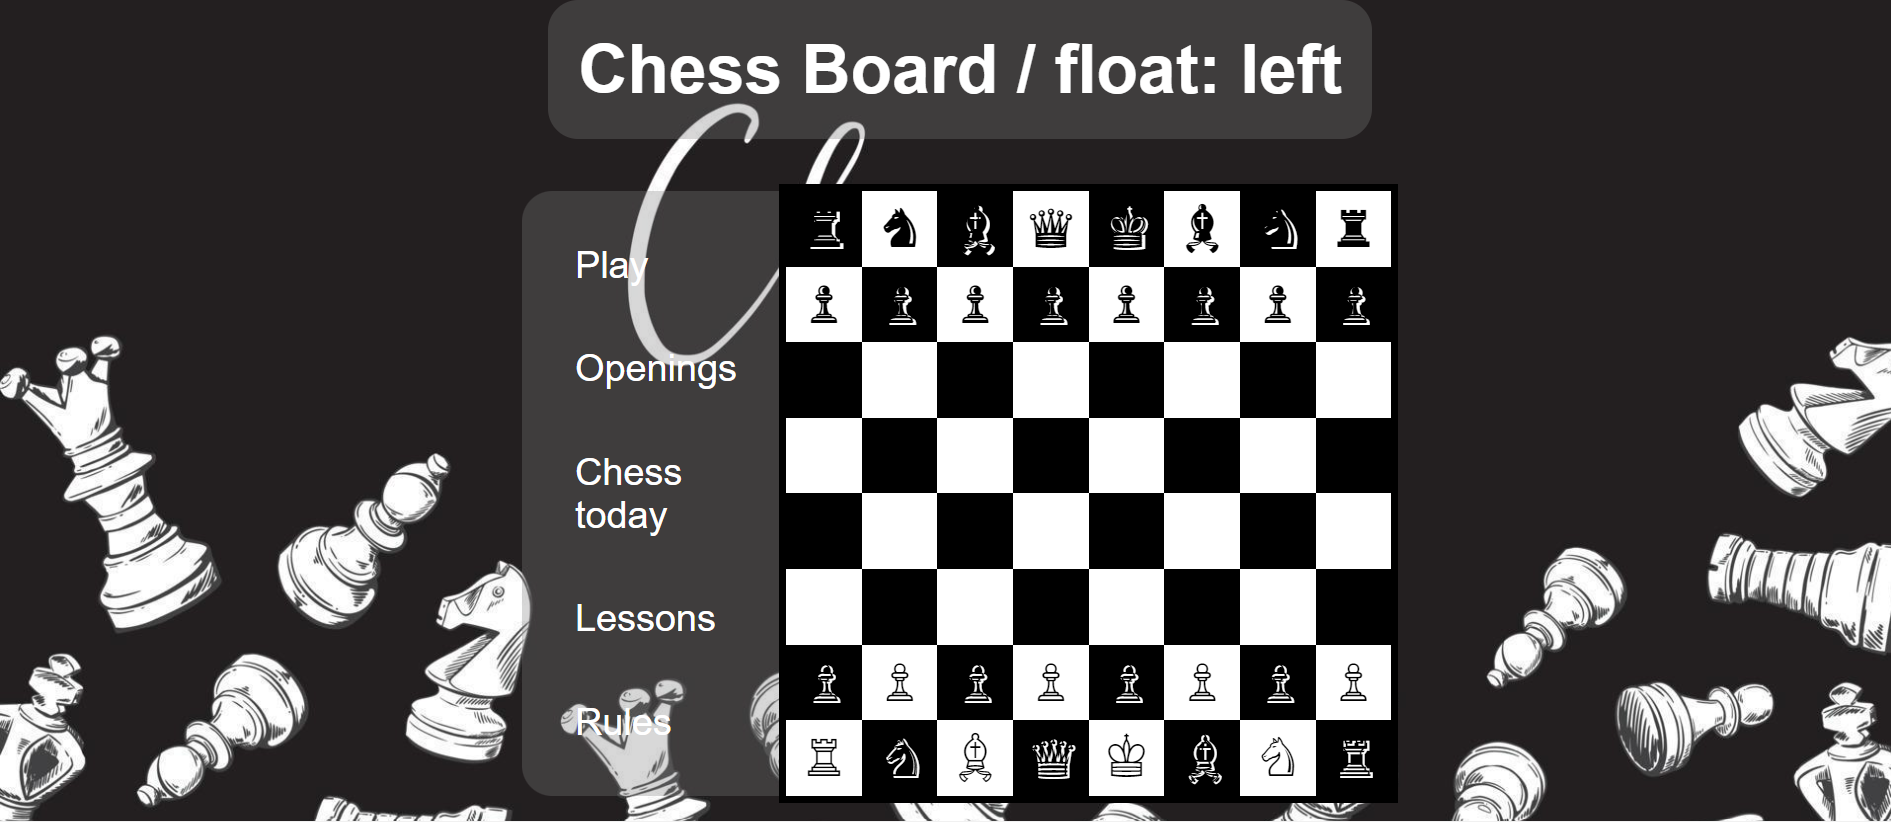 Chess Board / float: left
Play
Openings
Chess
today
Lessons
Rules